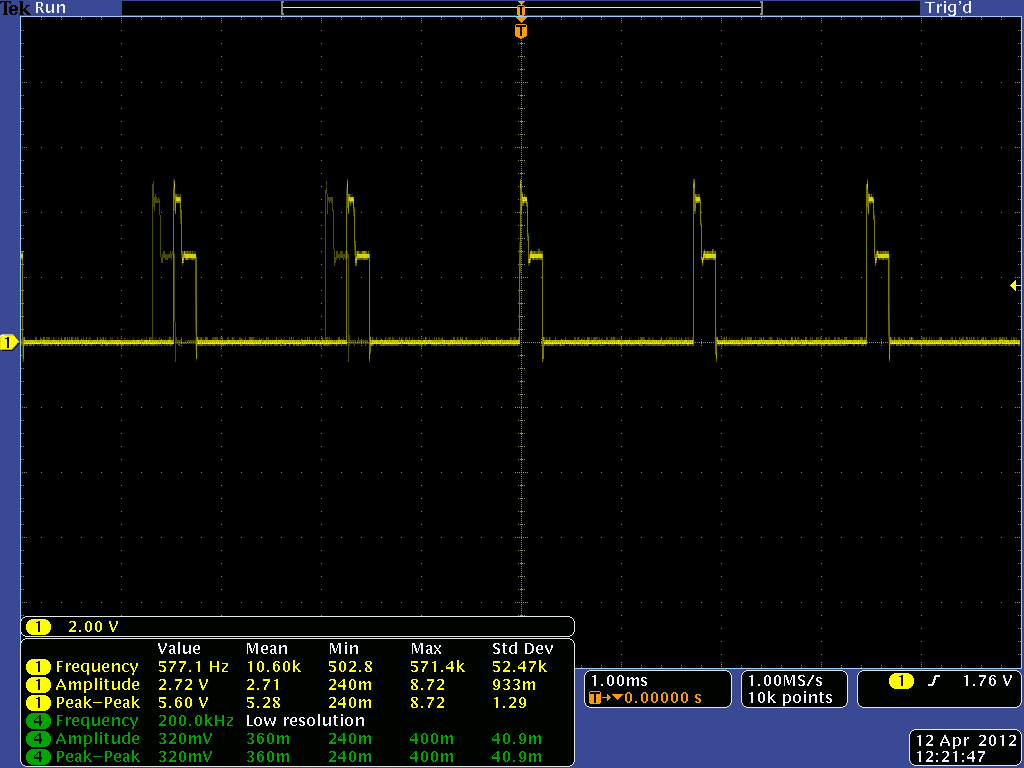 Tek Run Trig'd
T
T
1
1 2.00 V
Value Mean Min Max Std Dev
1 Frequency 577.1 Hz 10.60k 502.8 571.4k 52.47k
1 Amplitude 2.72 V 2.71 240m 8.72 933m
1 Peak-Peak 5.60 V 5.28 240m 8.72 1.29
4 Frequency 200.0kHz Low resolution
4 Amplitude 320mV 360m 240m 400m 40.9m
4 Peak-Peak 320mV 360m 240m 400m 40.9m
1.00ms
T→▼0.00000 s
1.00MS/s
10k points
1 1.76 V
12 Apr 2012
12:21:47